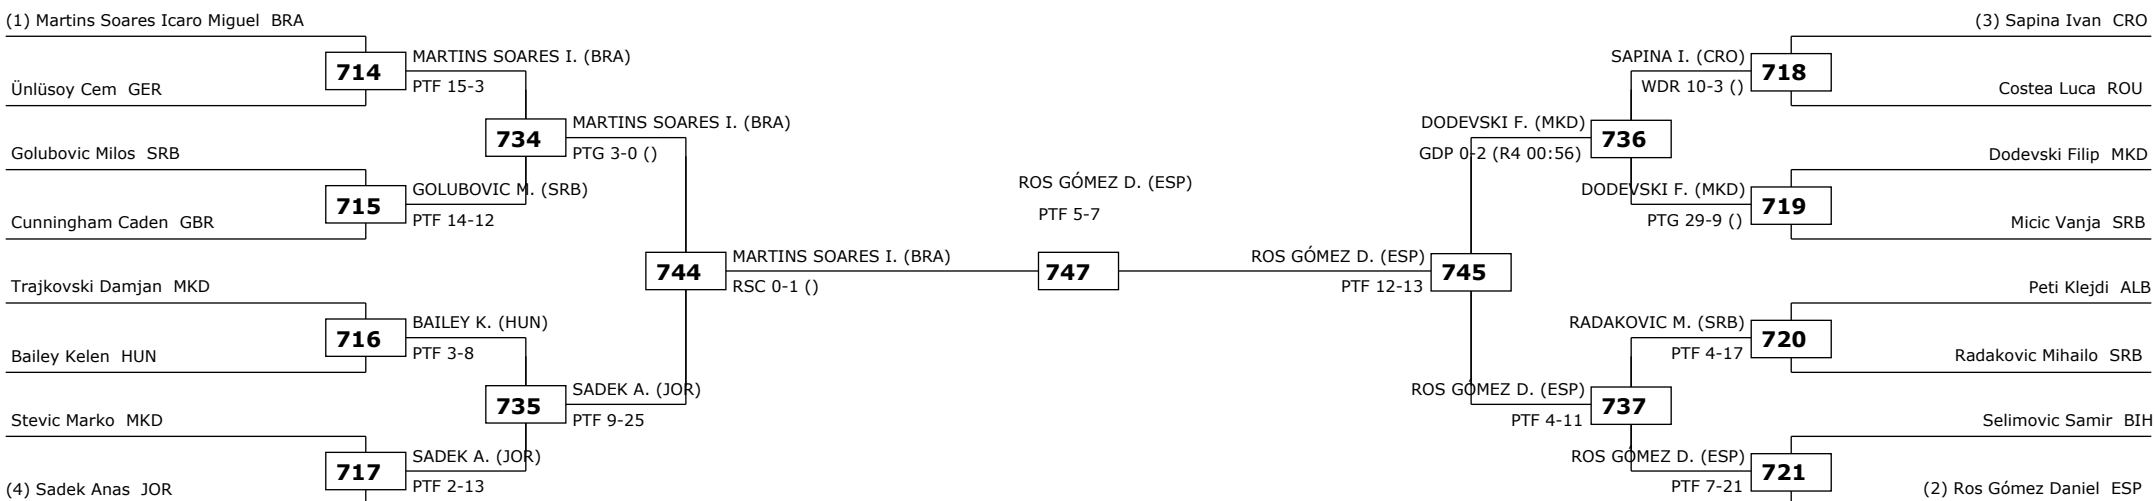 (1) Martins Soares Icaro Miguel BRA
(3) Sapina Ivan CRO
MARTINS SOARES I. (BRA)
SAPINA I. (CRO)
714
718
PTF 15-3
WDR 10-3 ()
Ünlüsoy Cem GER
Costea Luca ROU
MARTINS SOARES I. (BRA)
DODEVSKI F. (MKD)
734
736
PTG 3-0 ()
GDP 0-2 (R4 00:56)
Golubovic Milos SRB
Dodevski Filip MKD
ROS GÓMEZ D. (ESP)
GOLUBOVIC M. (SRB)
DODEVSKI F. (MKD)
715
719
PTF 5-7
PTF 14-12
PTG 29-9 ()
Cunningham Caden GBR
Micic Vanja SRB
MARTINS SOARES I. (BRA)
ROS GÓMEZ D. (ESP)
744
747
745
RSC 0-1 ()
PTF 12-13
Trajkovski Damjan MKD
Peti Klejdi ALB
BAILEY K. (HUN)
RADAKOVIC M. (SRB)
716
720
PTF 3-8
PTF 4-17
Bailey Kelen HUN
Radakovic Mihailo SRB
SADEK A. (JOR)
ROS GÓMEZ D. (ESP)
735
737
PTF 9-25
PTF 4-11
Stevic Marko MKD
Selimovic Samir BIH
SADEK A. (JOR)
ROS GÓMEZ D. (ESP)
717
721
PTF 2-13
PTF 7-21
(4) Sadek Anas JOR
(2) Ros Gómez Daniel ESP